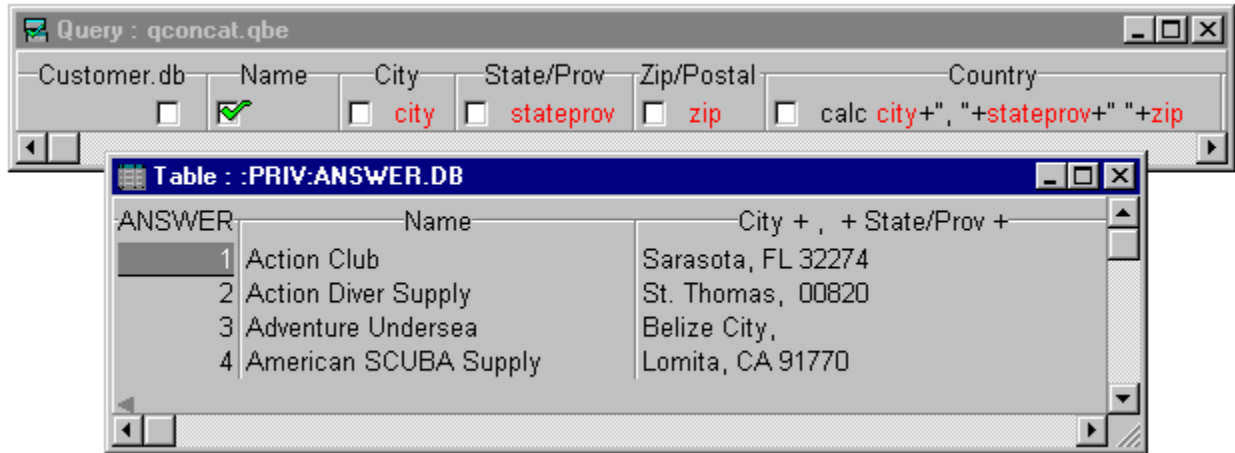 Query : qconcat.qbe
Customer.db Name City State/Prov Zip/Postal Country
city stateprov zip calc city+", "+stateprov+" "+zip
Table : :PRIV:ANSWER.DB
ANSWER Name City + , + State/Prov +
1 Action Club Sarasota, FL 32274
2 Action Diver Supply St. Thomas, 00820
3 Adventure Undersea Belize City,
4 American SCUBA Supply Lomita, CA 91770